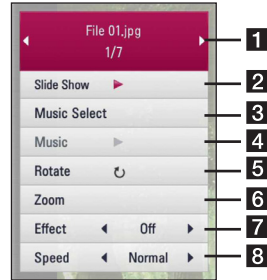 File 01.jpg 1
1/7
Slide Show 2
Music Select 3
Music 4
Rotate 5
Zoom 6
Effect Off 7
Speed Normal 8